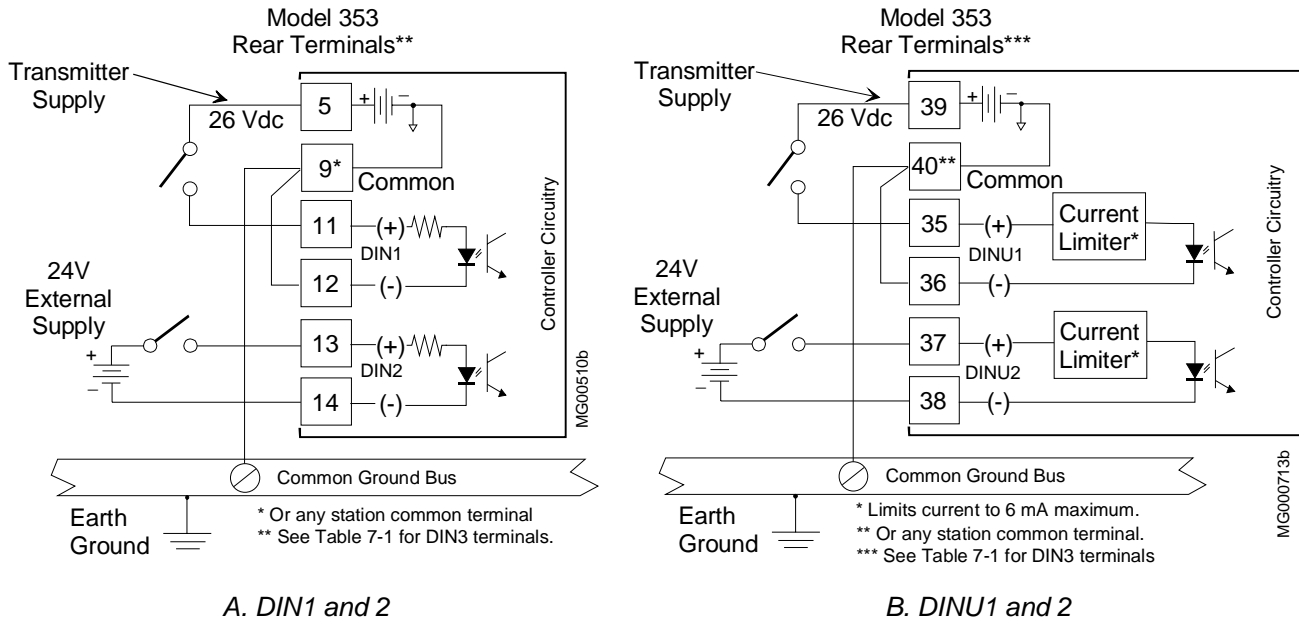 Model 353
Rear Terminals**
Transmitter
Supply
26 Vdc
5
+
–
9*
Common
11
(+)
DIN1
12
(-)
24V
External
Supply
+
–
13
(+)
DIN2
14
(-)
Controller Circuitry
MG00510b
Common Ground Bus
Earth
Ground
* Or any station common terminal
** See Table 7-1 for DIN3 terminals.
A. DIN1 and 2
Model 353
Rear Terminals***
Transmitter
Supply
26 Vdc
39
+
–
40**
Common
35
(+)
DINU1
Current
Limiter*
36
(-)
24V
External
Supply
+
–
37
(+)
DINU2
Current
Limiter*
38
(-)
Controller Circuitry
MG000713b
Common Ground Bus
Earth
Ground
* Limits current to 6 mA maximum.
** Or any station common terminal.
*** See Table 7-1 for DIN3 terminals
B. DINU1 and 2